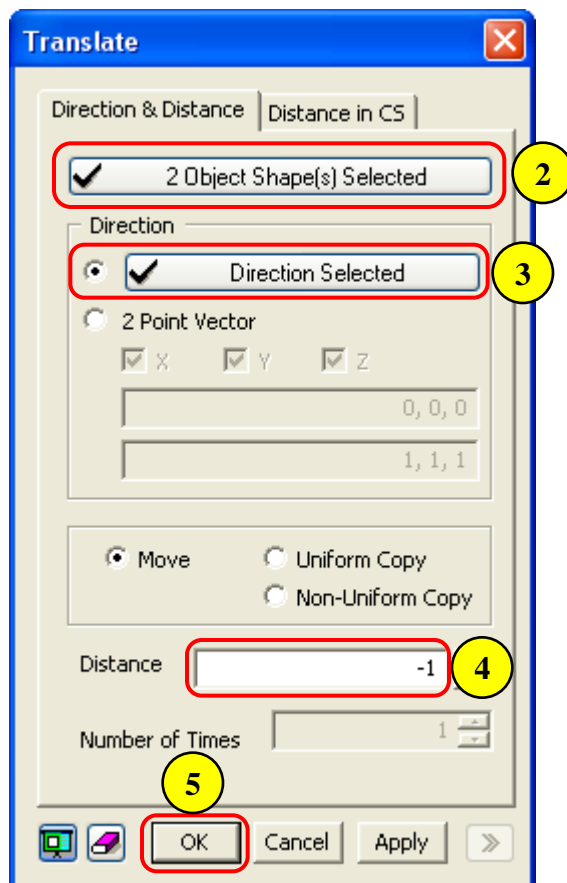 Translate
Direction & Distance Distance in CS
2 Object Shape(s) Selected 2
Direction
Direction Selected 3
2 Point Vector
X Y Z
0, 0, 0
1, 1, 1
Move Uniform Copy
Non-Uniform Copy
Distance -1 4
Number of Times 1
5
OK Cancel Apply >>